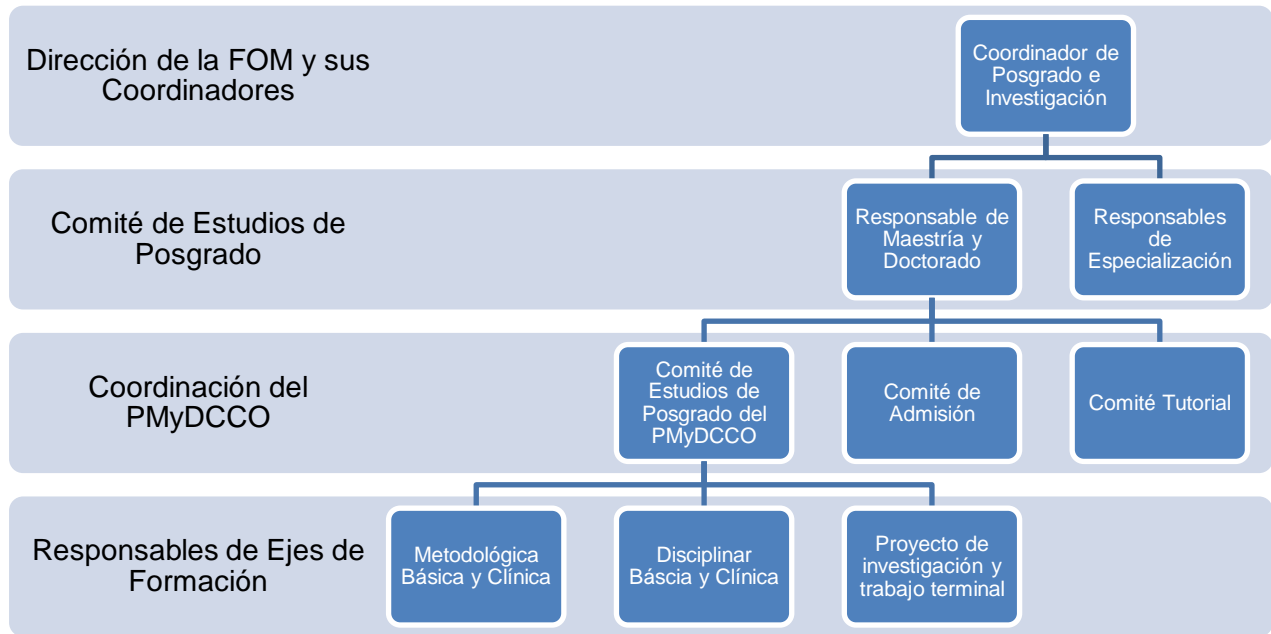 Dirección de la FOM y sus
Coordinadores
Coordinador de
Posgrado e
Investigación
Comité de Estudios de
Posgrado
Responsable de
Maestría y
Doctorado
Responsables
de
Especialización
Coordinación del
PMyDCCO
Comité de
Estudios de
Posgrado del
PMyDCCO
Comité de
Admisión
Comité Tutorial
Responsables de Ejes de
Formación
Metodológica
Básica y Clínica
Disciplinar
Báscia y Clínica
Proyecto de
investigación y
trabajo terminal